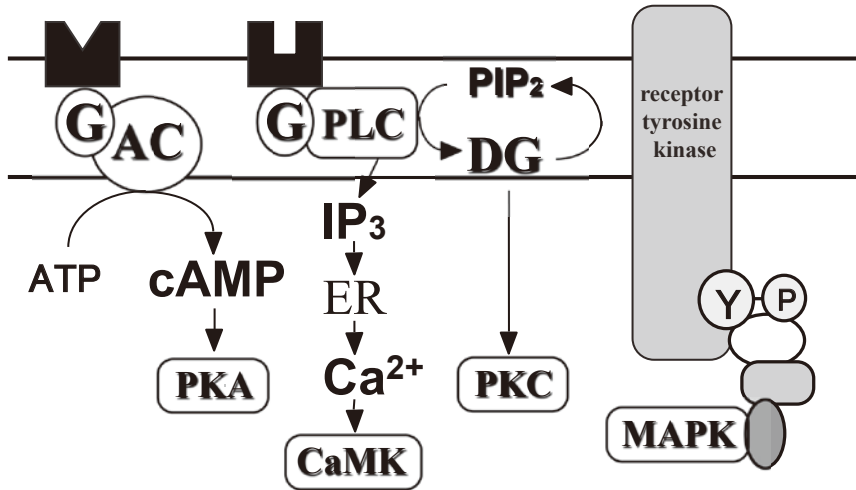 G
AC
ATP
cAMP
PKA
G
PLC
PIP₂
DG
IP₃
ER
Ca²⁺
CaMK
PKC
receptor
tyrosine
kinase
Y
P
MAPK